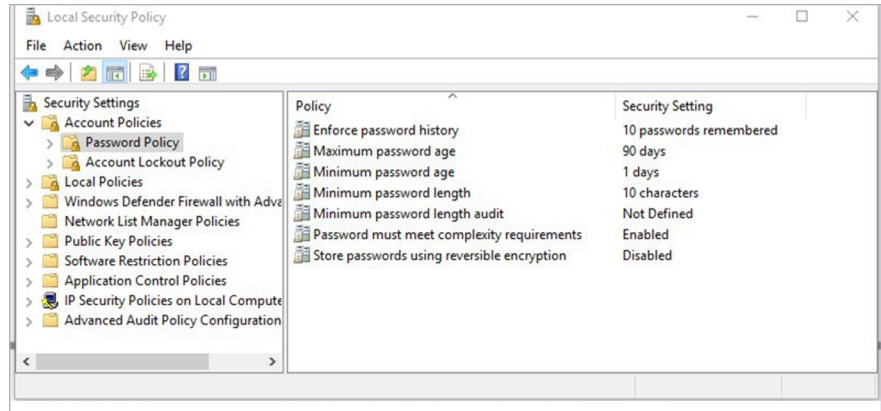 Local Security Policy
File Action View Help
Security Settings
Account Policies
Password Policy
Account Lockout Policy
Local Policies
Windows Defender Firewall with Adva
Network List Manager Policies
Public Key Policies
Software Restriction Policies
Application Control Policies
IP Security Policies on Local Compute
Advanced Audit Policy Configuration
Policy Security Setting
Enforce password history 10 passwords remembered
Maximum password age 90 days
Minimum password age 1 days
Minimum password length 10 characters
Minimum password length audit Not Defined
Password must meet complexity requirements Enabled
Store passwords using reversible encryption Disabled